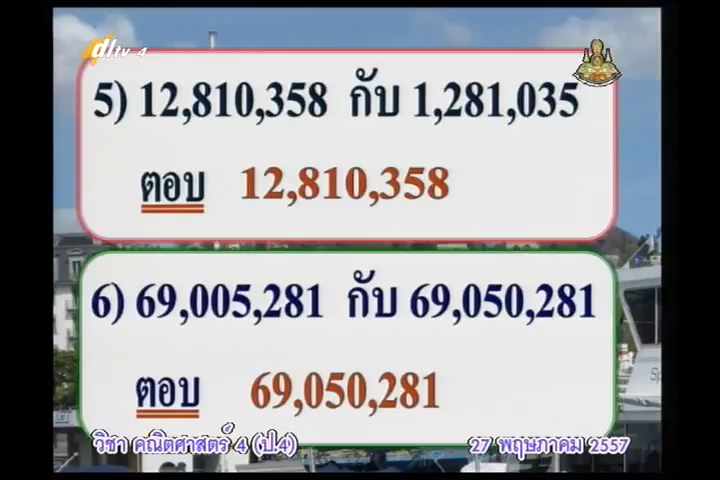 dltv 4
5) 12,810,358 กับ 1,281,035
ตอบ 12,810,358
6) 69,005,281 กับ 69,050,281
ตอบ 69,050,281
วิชา คณิตศาสตร์ 4 (ป.4) 27 พฤษภาคม 2557